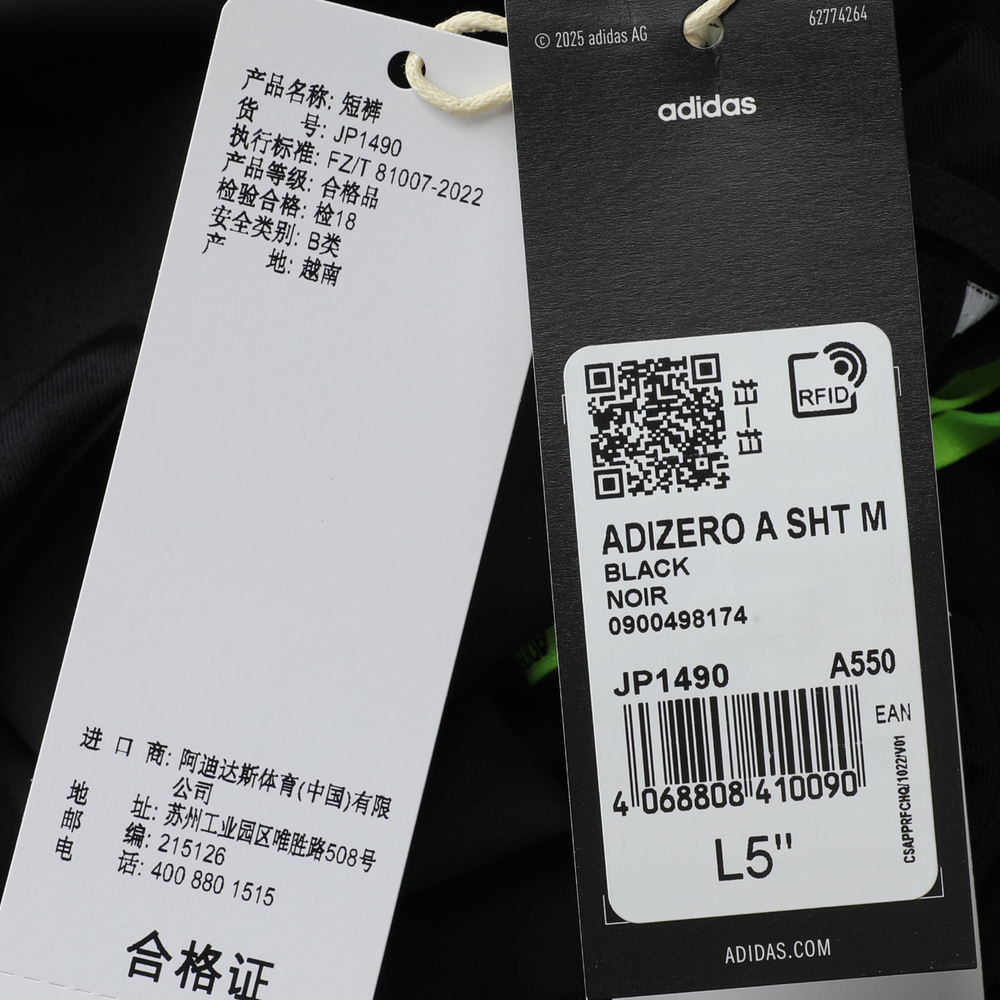 产品名称: 短裤
货 号: JP1490
执行标准: FZ/T 81007-2022
产品等级: 合格品
检验合格: 检18
安全类别: B类
产 地: 越南
进 口 商: 阿迪达斯体育(中国)有限
公司
地 址: 苏州工业园区唯胜路508号
邮 编: 215126
电 话: 400 880 1515
合格证
© 2025 adidas AG
62774264
adidas
RFID
ADIZERO A SHT M
BLACK
NOIR
0900498174
JP1490
A550
EAN
4 068808 410090
CSAPPRFCHQ/1022/V01
L5"
ADIDAS.COM